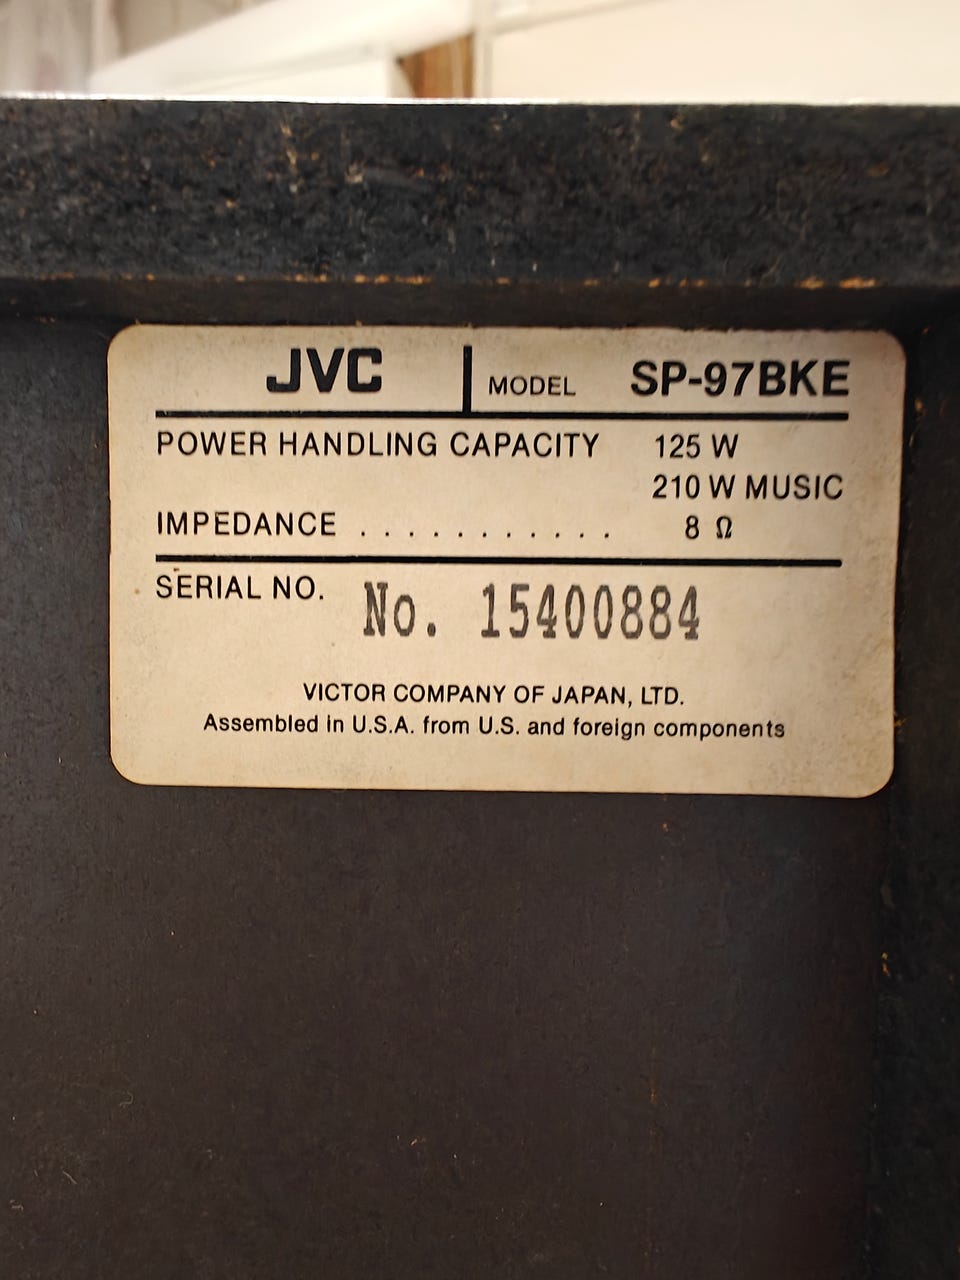 JVC MODEL SP-97BKE
POWER HANDLING CAPACITY 125 W
210 W MUSIC
IMPEDANCE . . . . . . . . . . . 8 Ω
SERIAL NO. No. 15400884
VICTOR COMPANY OF JAPAN, LTD.
Assembled in U.S.A. from U.S. and foreign components